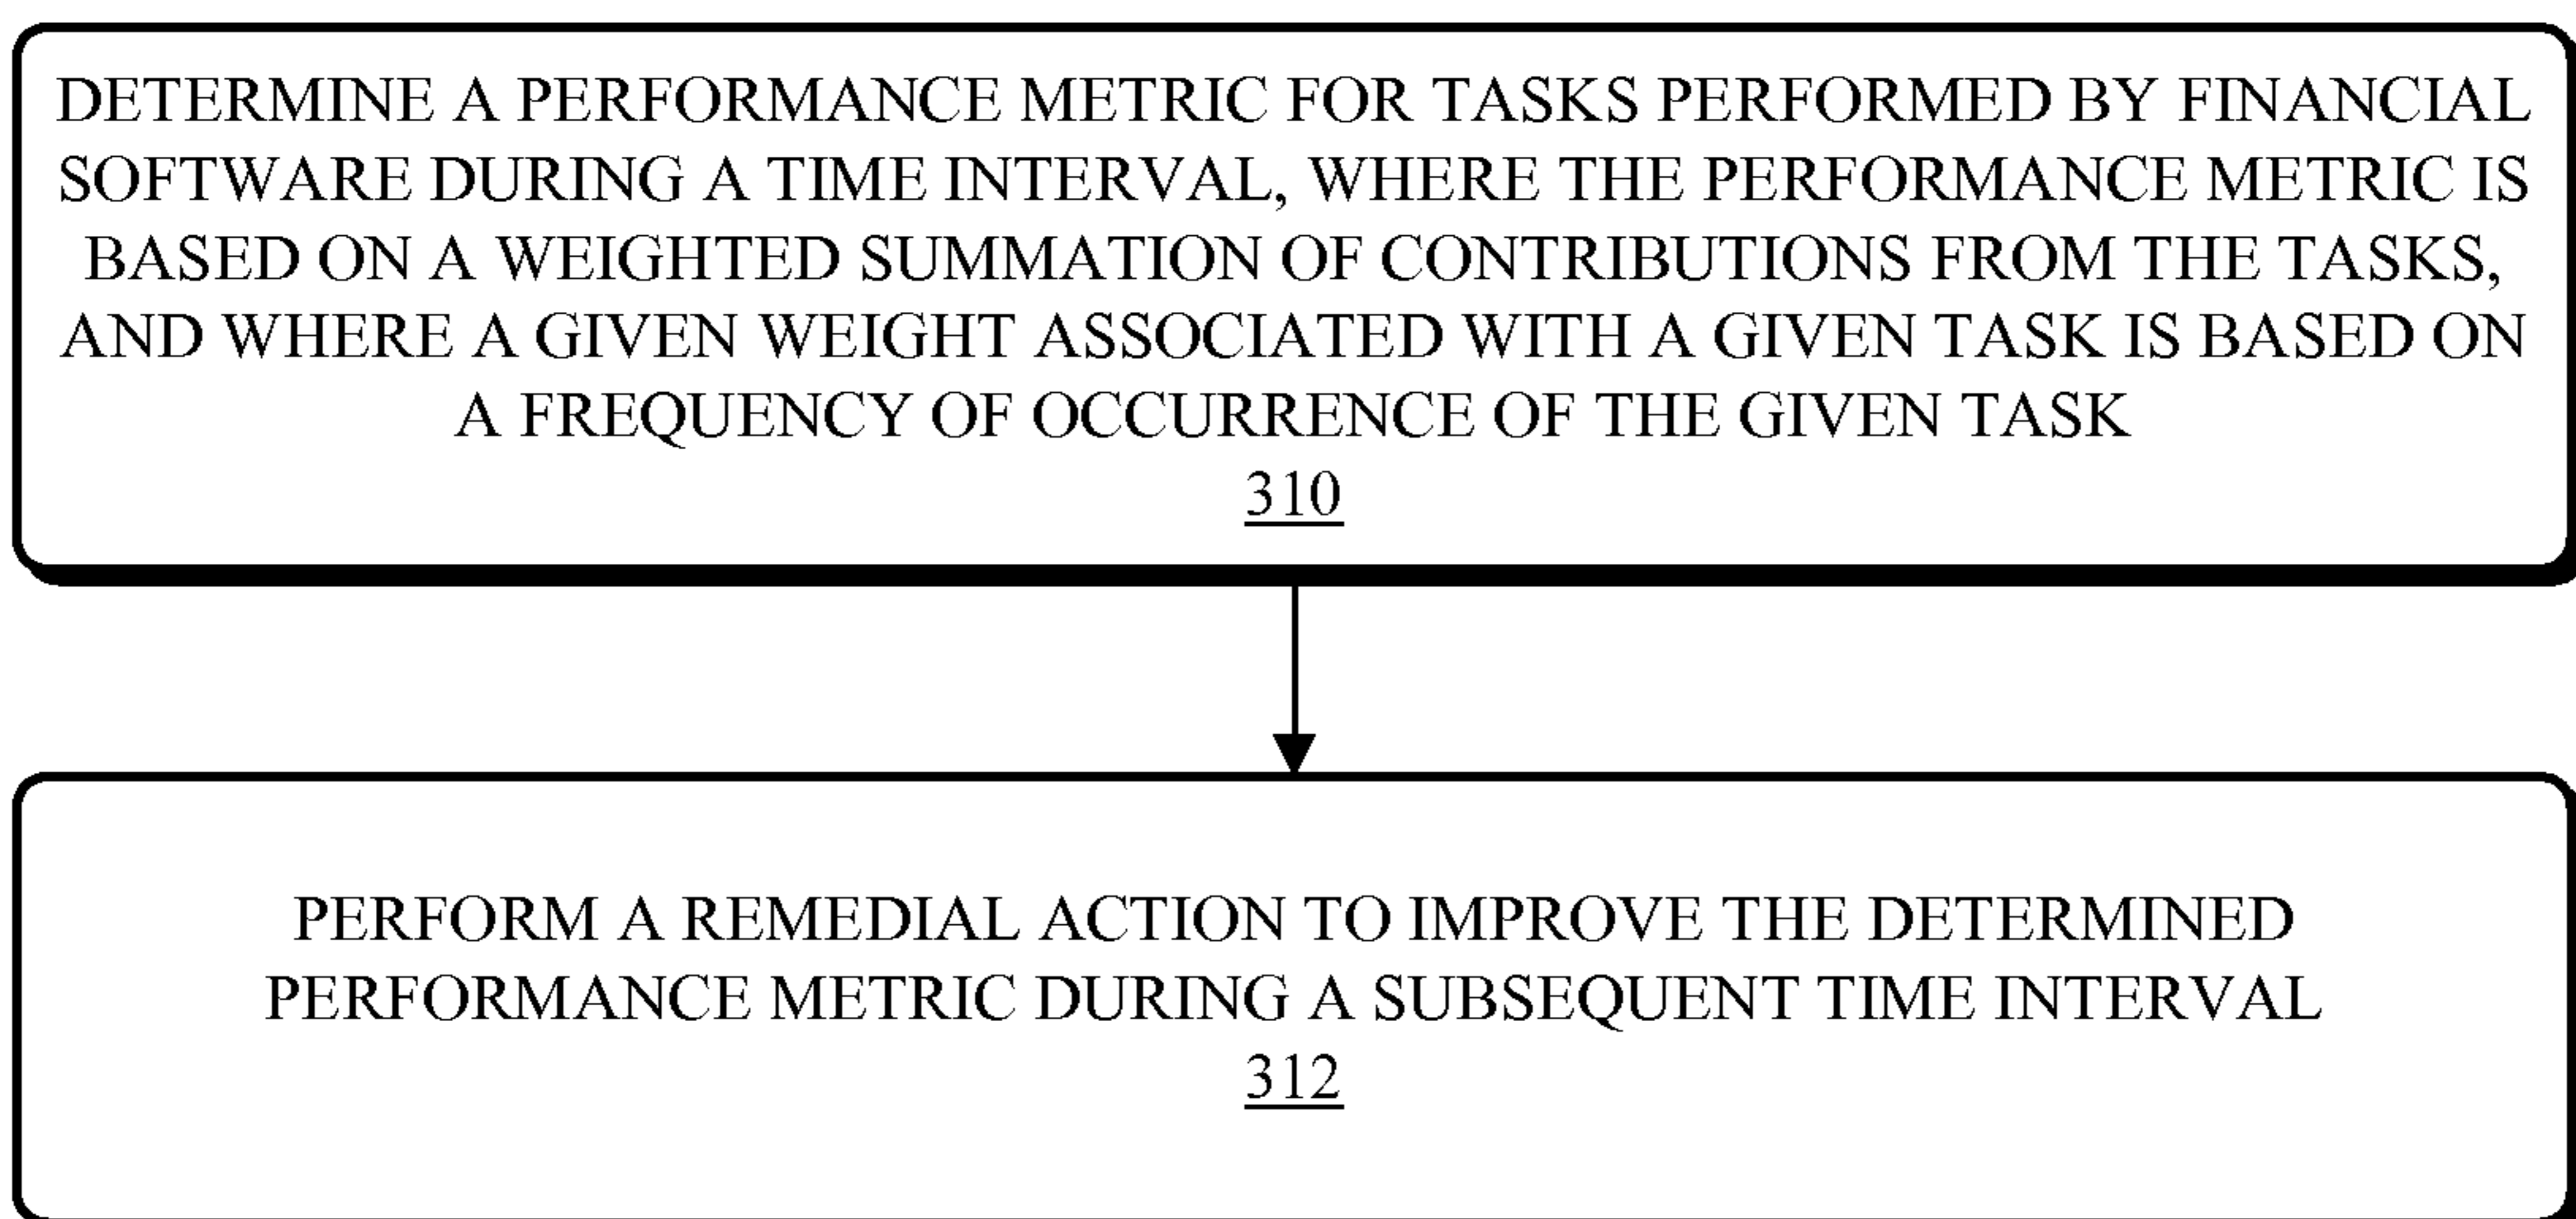 DETERMINE A PERFORMANCE METRIC FOR TASKS PERFORMED BY FINANCIAL
SOFTWARE DURING A TIME INTERVAL, WHERE THE PERFORMANCE METRIC IS
BASED ON A WEIGHTED SUMMATION OF CONTRIBUTIONS FROM THE TASKS,
AND WHERE A GIVEN WEIGHT ASSOCIATED WITH A GIVEN TASK IS BASED ON
A FREQUENCY OF OCCURRENCE OF THE GIVEN TASK
310
PERFORM A REMEDIAL ACTION TO IMPROVE THE DETERMINED
PERFORMANCE METRIC DURING A SUBSEQUENT TIME INTERVAL
312